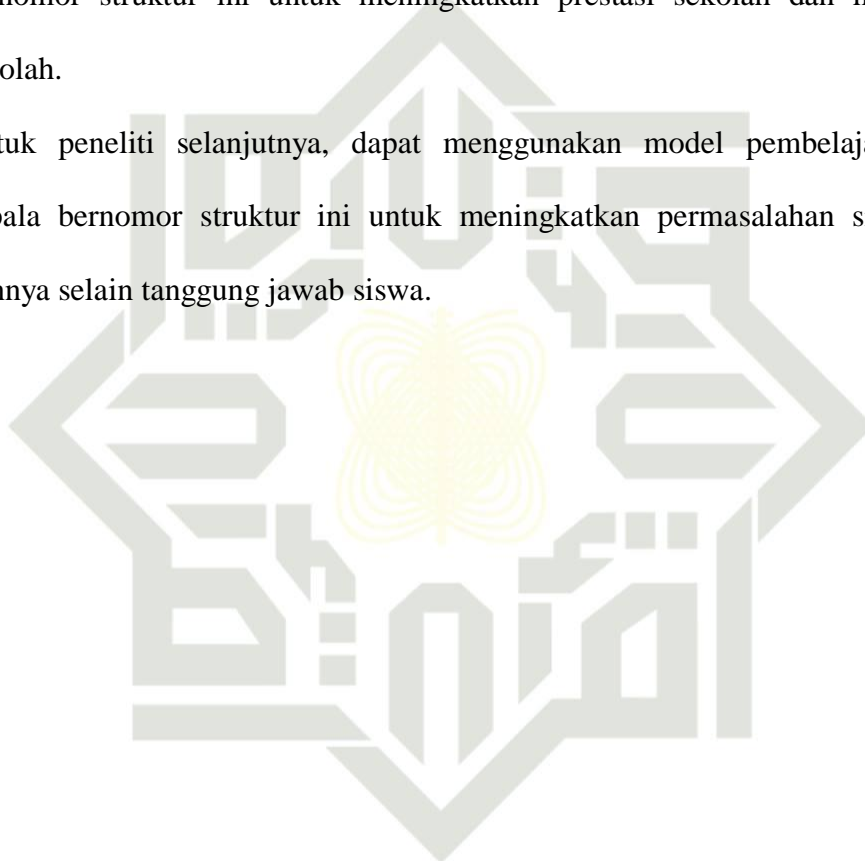 nomor struktur ini untuk meningkatkan prestasi sekolah dan
olah.
tuk peneliti selanjutnya, dapat menggunakan model pembelaja
pala bernomor struktur ini untuk meningkatkan permasalahan s
nnya selain tanggung jawab siswa.